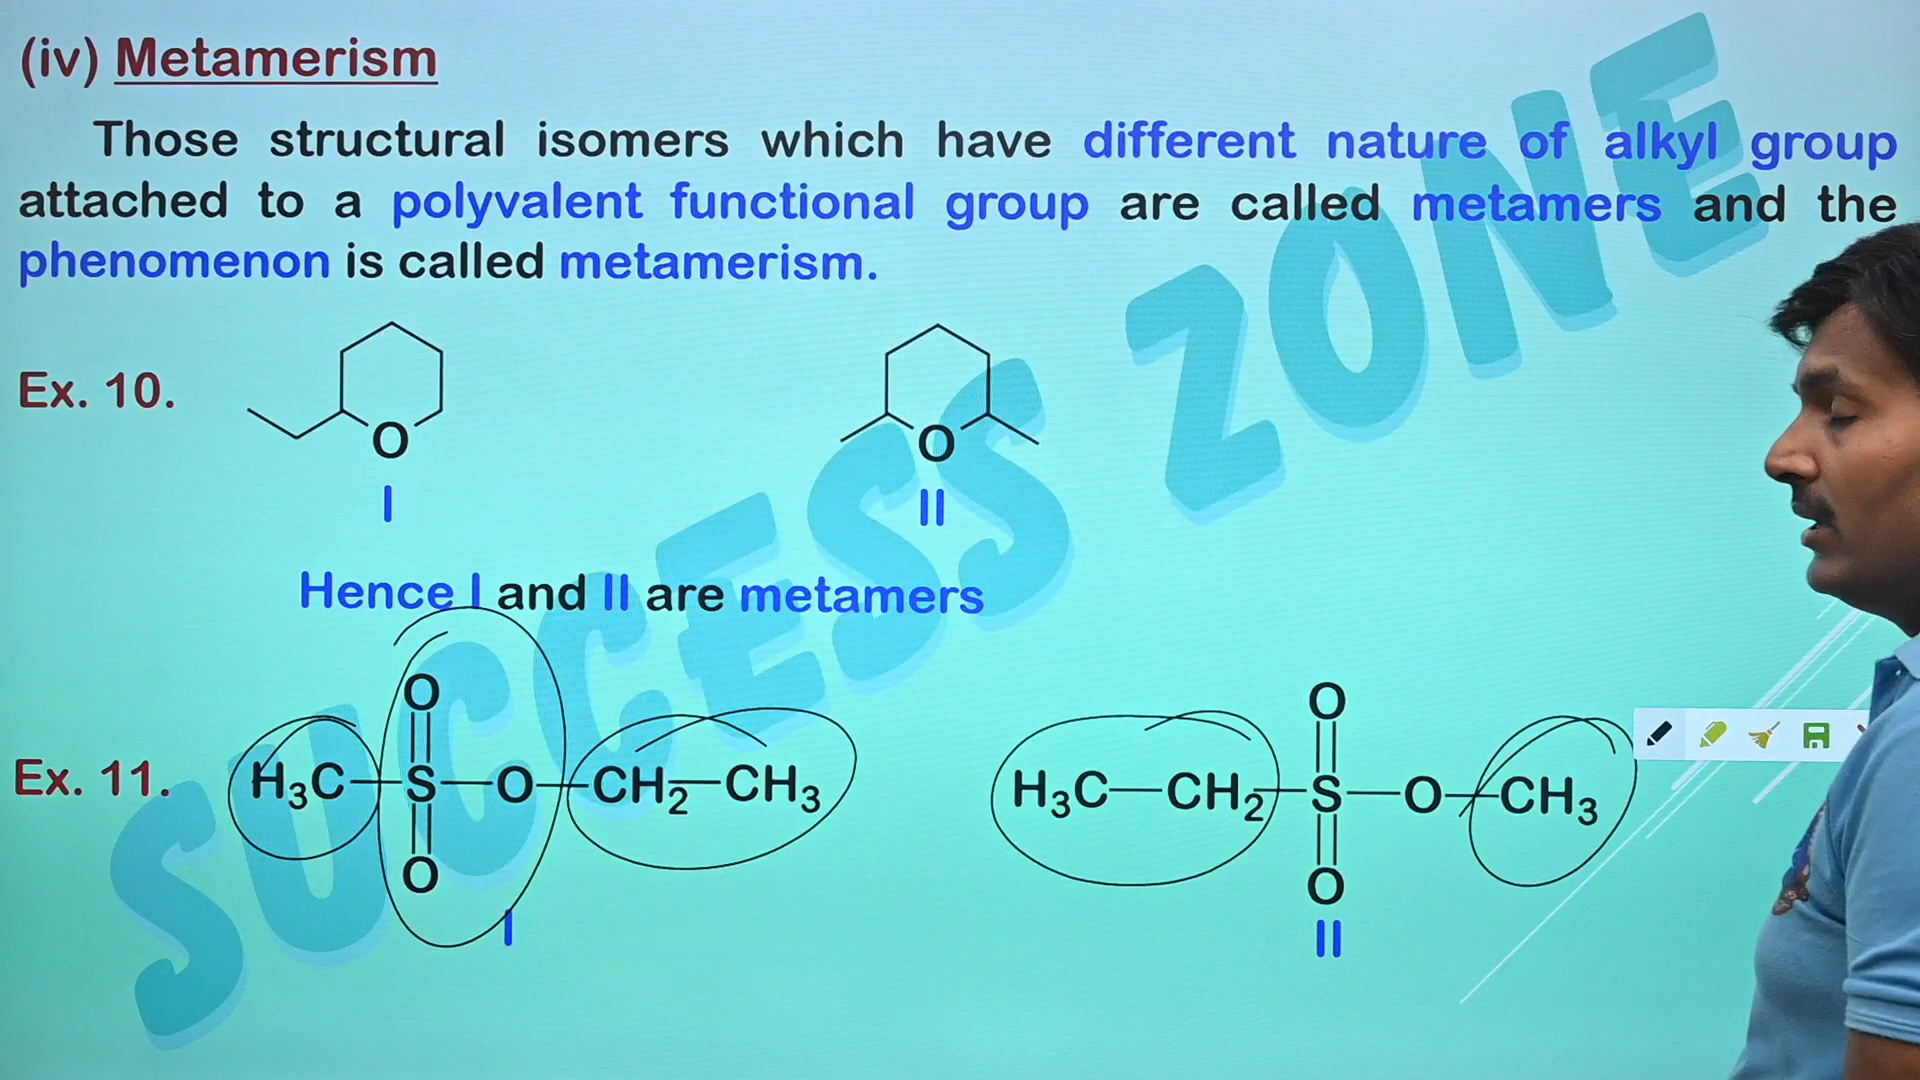 (iv) Metamerism
Those structural isomers which have different nature of alkyl group
attached to a polyvalent functional group are called metamers and the
phenomenon is called metamerism.
Ex. 10.
O
I
O
II
Hence I and II are metamers
Ex. 11.
O
H3C—S—O—CH2—CH3
O
I
O
H3C—CH2—S—O—CH3
O
II
SUCCESS ZONE